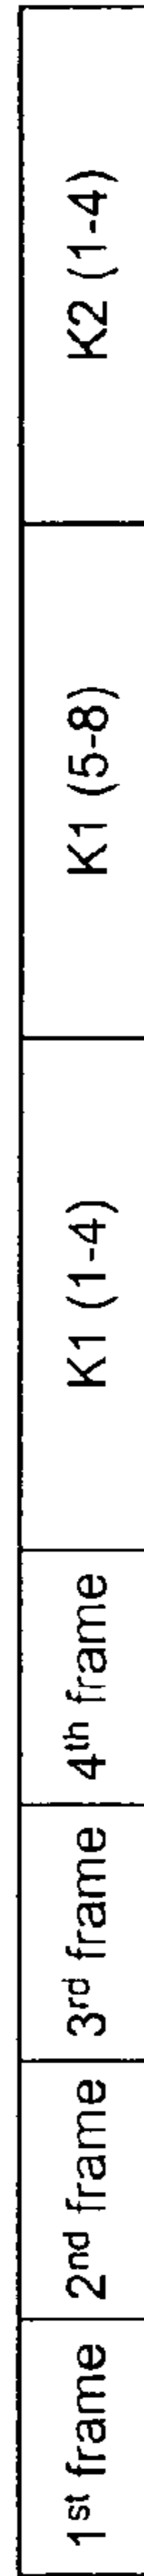 1st frame
2nd frame
3rd frame
4th frame
K1 (1-4)
K1 (5-8)
K2 (1-4)